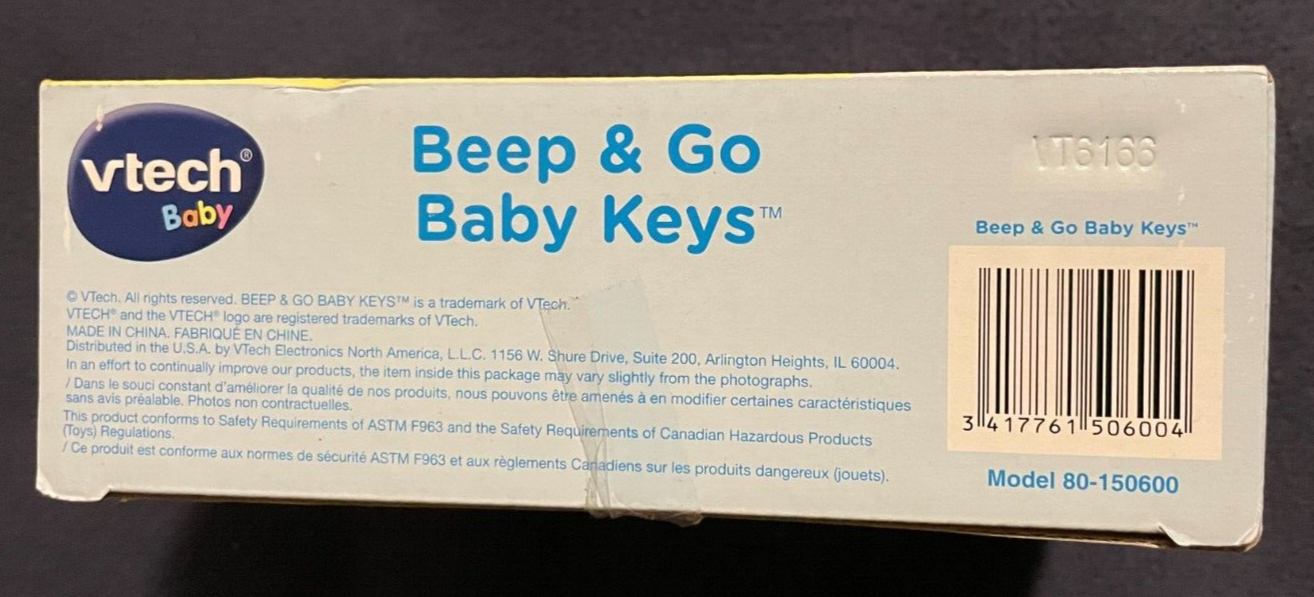 vtech®
Baby
Beep & Go
Baby Keys™
© VTech. All rights reserved. BEEP & GO BABY KEYS™ is a trademark of VTech.
VTECH® and the VTECH® logo are registered trademarks of VTech.
MADE IN CHINA. FABRIQUÉ EN CHINE.
Distributed in the U.S.A. by VTech Electronics North America, L.L.C. 1156 W. Shure Drive, Suite 200, Arlington Heights, IL 60004.
In an effort to continually improve our products, the item inside this package may vary slightly from the photographs.
/ Dans le souci constant d'améliorer la qualité de nos produits, nous pouvons être amenés à en modifier certaines caractéristiques
sans avis préalable. Photos non contractuelles.
This product conforms to Safety Requirements of ASTM F963 and the Safety Requirements of Canadian Hazardous Products
(Toys) Regulations.
/ Ce produit est conforme aux normes de sécurité ASTM F963 et aux règlements Canadiens sur les produits dangereux (jouets).
VT6166
Beep & Go Baby Keys™
3 417761 506004
Model 80-150600